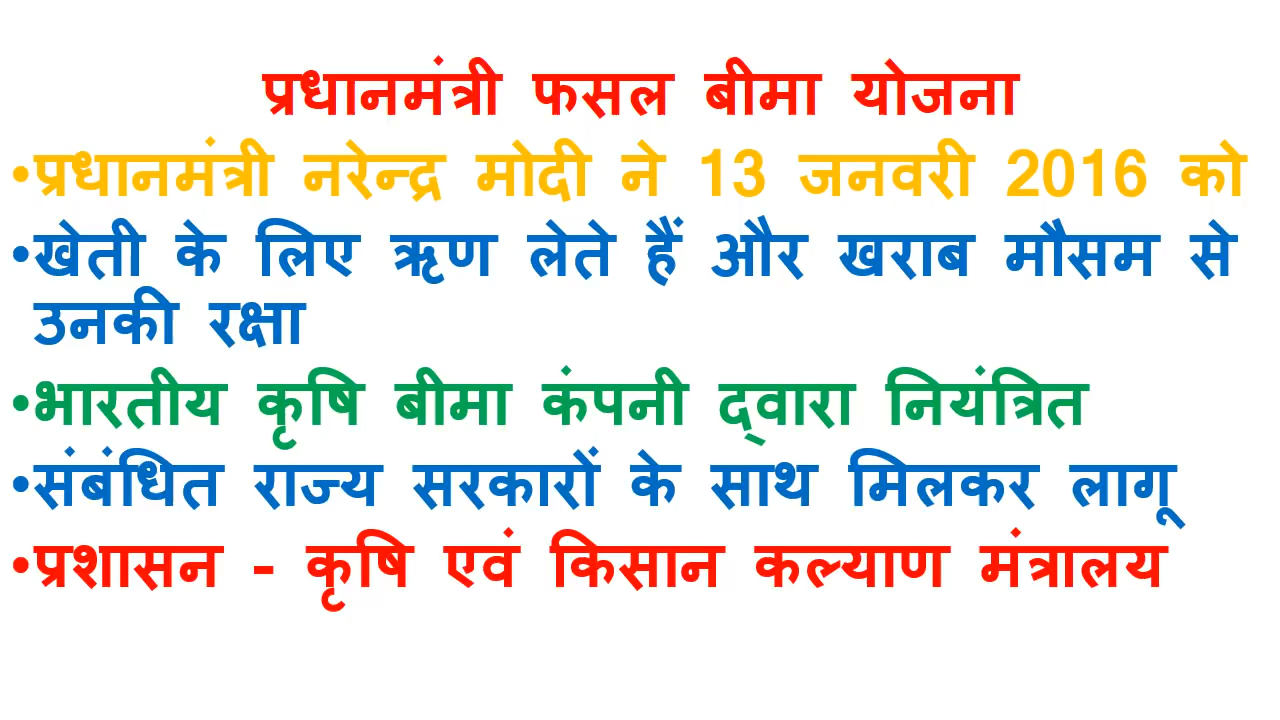 प्रधानमंत्री फसल बीमा योजना
•प्रधानमंत्री नरेन्द्र मोदी ने 13 जनवरी 2016 को
•खेती के लिए ऋण लेते हैं और खराब मौसम से
उनकी रक्षा
•भारतीय कृषि बीमा कंपनी द्‌वारा नियंत्रित
•संबंधित राज्य सरकारों के साथ मिलकर लागू
•प्रशासन - कृषि एवं किसान कल्याण मंत्रालय